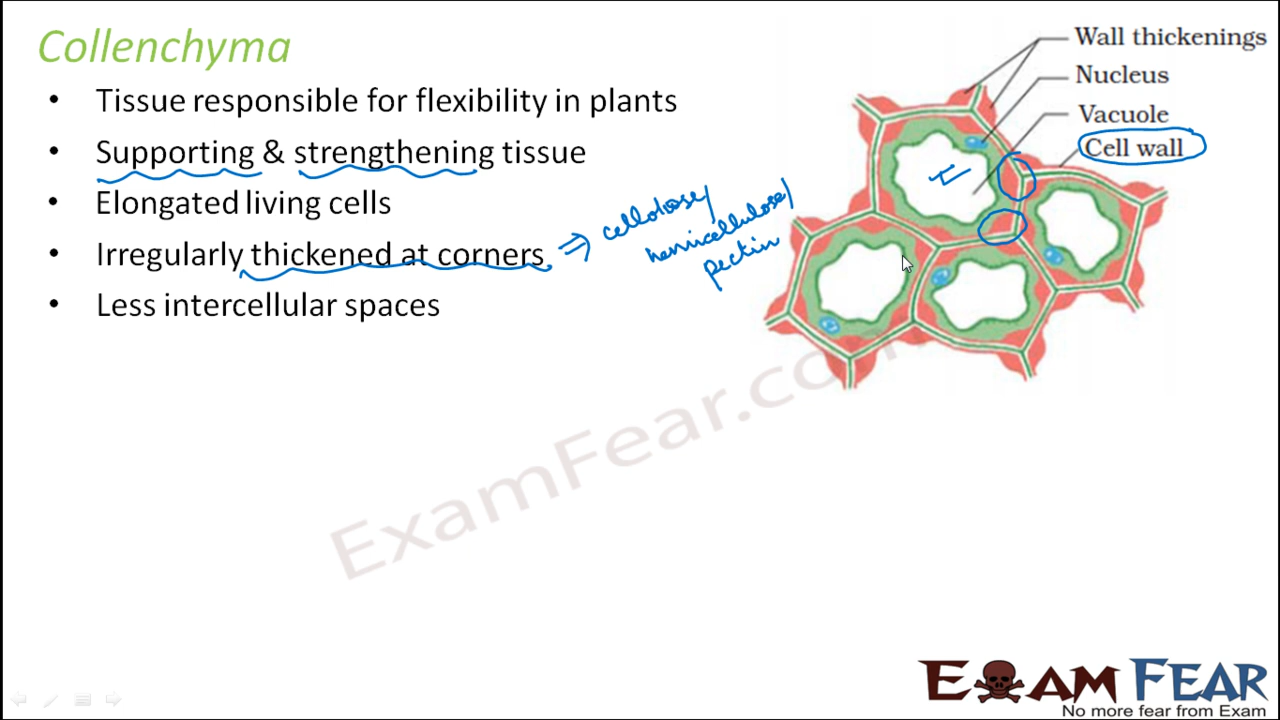 Collenchyma
• Tissue responsible for flexibility in plants
• Supporting & strengthening tissue
• Elongated living cells
• Irregularly thickened at corners ⇒ cellolose/
hemicellulose/
pectin
• Less intercellular spaces
Wall thickenings
Nucleus
Vacuole
Cell wall
ExamFear.com
EXAM FEAR
No more fear from Exam